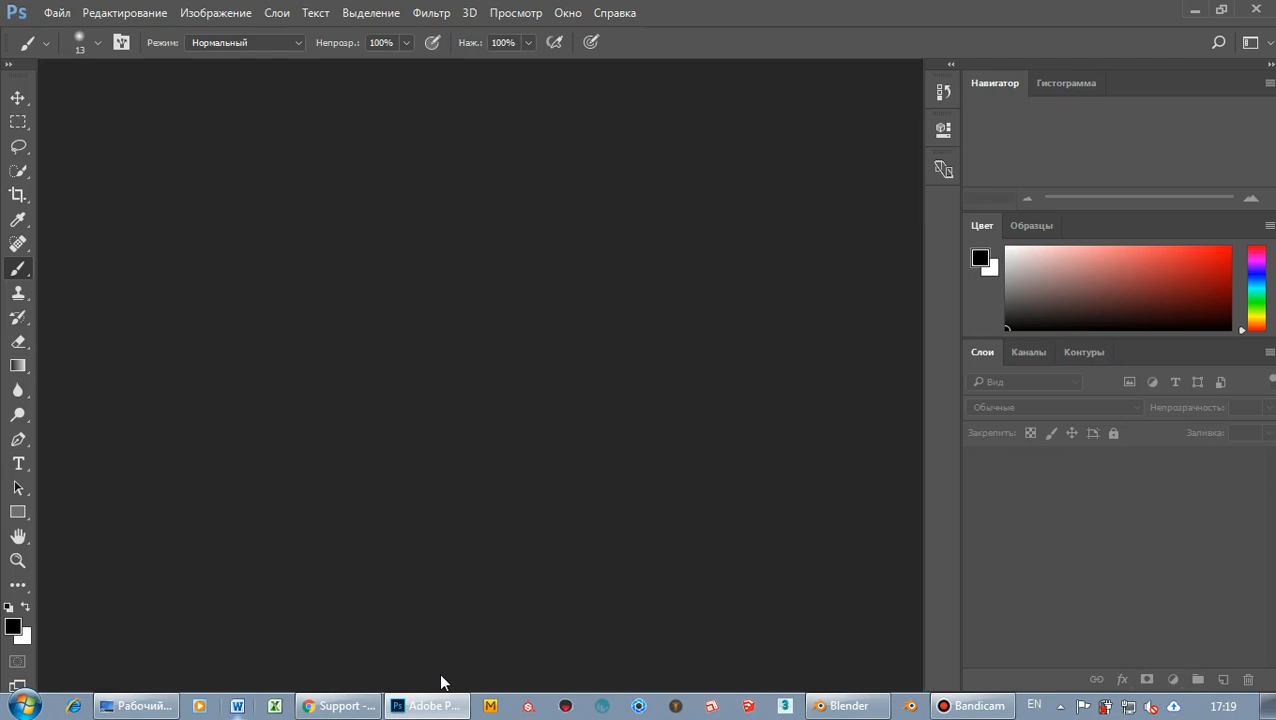 Ps Файл Редактирование Изображение Слои Текст Выделение Фильтр 3D Просмотр Окно Справка
13 Режим: Нормальный Непрозр.: 100% Наж.: 100%
Навигатор Гистограмма
Цвет Образцы
Слои Каналы Контуры
Вид
Обычные Непрозрачность:
Закрепить: Заливка:
Рабочий... Support -... Ps Adobe P... Blender Bandicam EN 17:19